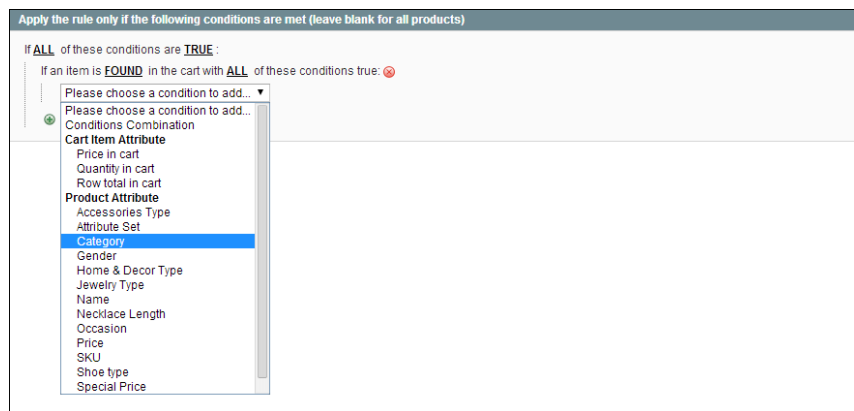 Apply the rule only if the following conditions are met (leave blank for all products)
If ALL of these conditions are TRUE :
If an item is FOUND in the cart with ALL of these conditions true:
Please choose a condition to add...
Please choose a condition to add...
Conditions Combination
Cart Item Attribute
Price in cart
Quantity in cart
Row total in cart
Product Attribute
Accessories Type
Attribute Set
Category
Gender
Home & Decor Type
Jewelry Type
Name
Necklace Length
Occasion
Price
SKU
Shoe type
Special Price